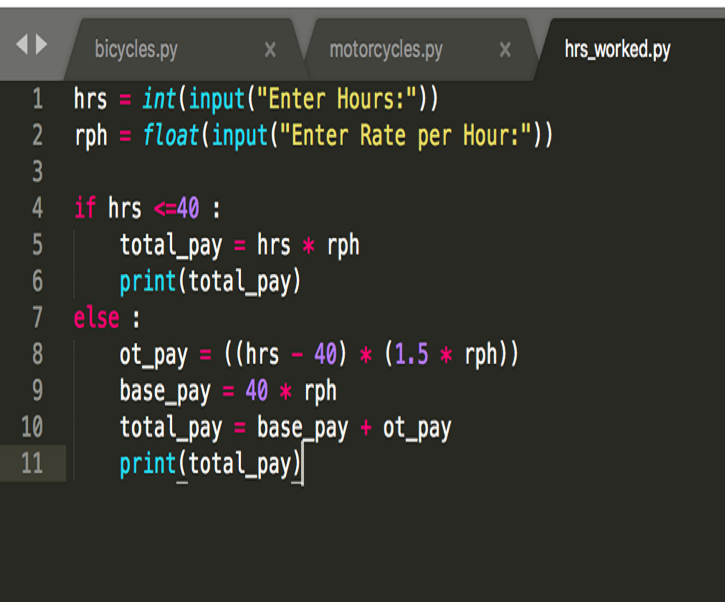 bicycles.py × motorcycles.py × hrs_worked.py
1 hrs = int(input("Enter Hours:"))
2 rph = float(input("Enter Rate per Hour:"))
3
4 if hrs <=40 :
5     total_pay = hrs * rph
6     print(total_pay)
7 else :
8     ot_pay = ((hrs - 40) * (1.5 * rph))
9     base_pay = 40 * rph
10     total_pay = base_pay + ot_pay
11     print(total_pay)